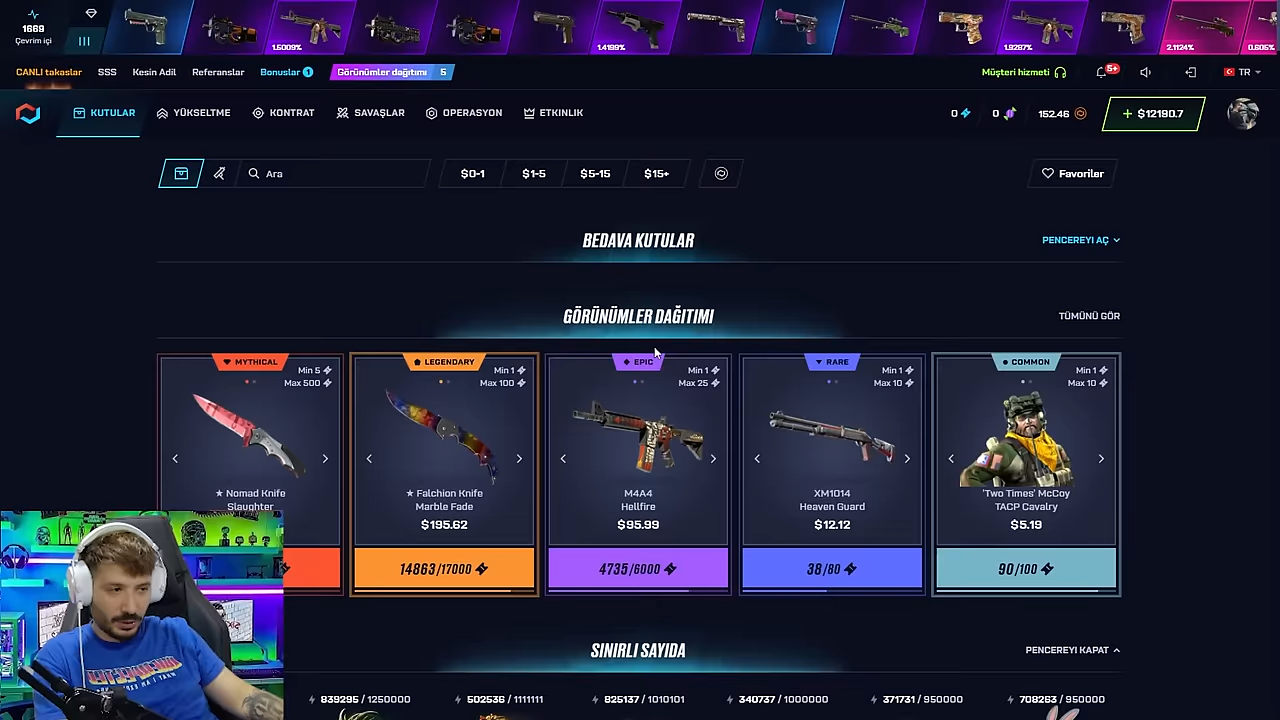 1669
Çevrim içi
1.5009%
1.4199%
1.9287%
2.1124%
0.605%
CANLI takaslar
SSS
Kesin Adil
Referanslar
Bonuslar 1
Görünümler dağıtımı 5
Müşteri hizmeti
5+
TR
KUTULAR
YÜKSELTME
KONTRAT
SAVAŞLAR
OPERASYON
ETKINLIK
0
0
152.46
+ $12190.7
Ara
$0-1
$1-5
$5-15
$15+
Favoriler
BEDAVA KUTULAR
PENCEREYİ AÇ
GÖRÜNÜMLER DAĞITIMI
TÜMÜNÜ GÖR
MYTHICAL
Min 5
Max 500
★ Nomad Knife
Slaughter
LEGENDARY
Min 1
Max 100
★ Falchion Knife
Marble Fade
$195.62
14863/17000
EPIC
Min 1
Max 25
M4A4
Hellfire
$95.99
4735/6000
RARE
Min 1
Max 10
XM1014
Heaven Guard
$12.12
38/80
COMMON
Min 1
Max 10
'Two Times' McCoy
TACP Cavalry
$5.19
90/100
SINIRLI SAYIDA
PENCEREYİ KAPAT
839295 / 1250000
502536 / 1111111
825137 / 1010101
340737 / 1000000
371731 / 950000
708263 / 950000